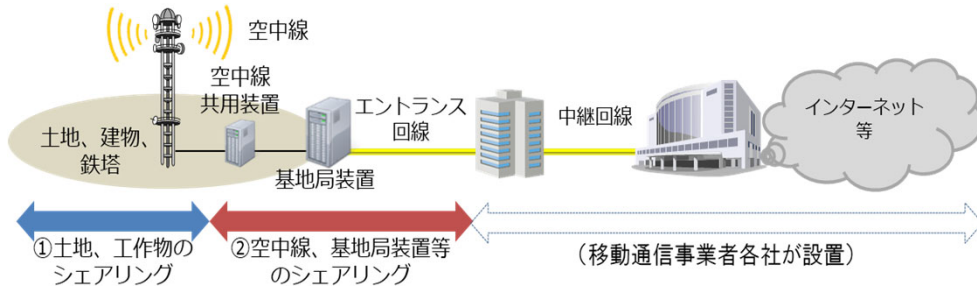 空中線
空中線
共用装置
土地、建物、
鉄塔
基地局装置
エントランス
回線
中継回線
インターネット
等
①土地、工作物の
シェアリング
②空中線、基地局装置等
のシェアリング
（移動通信事業者各社が設置）